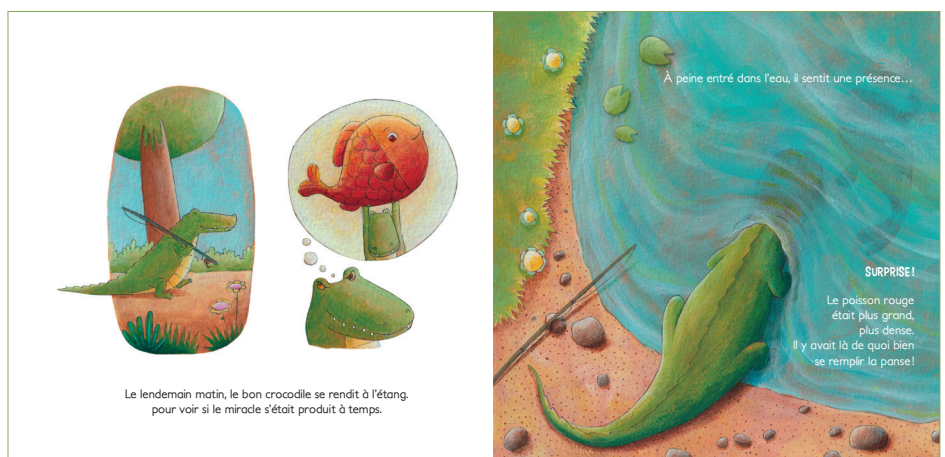 Le lendemain matin, le bon crocodile se rendit à l'étang.
pour voir si le miracle s'était produit à temps.
À peine entré dans l'eau, il sentit une présence...
SURPRISE!
Le poisson rouge
était plus grand,
plus dense.
Il y avait là de quoi bien
se remplir la panse!